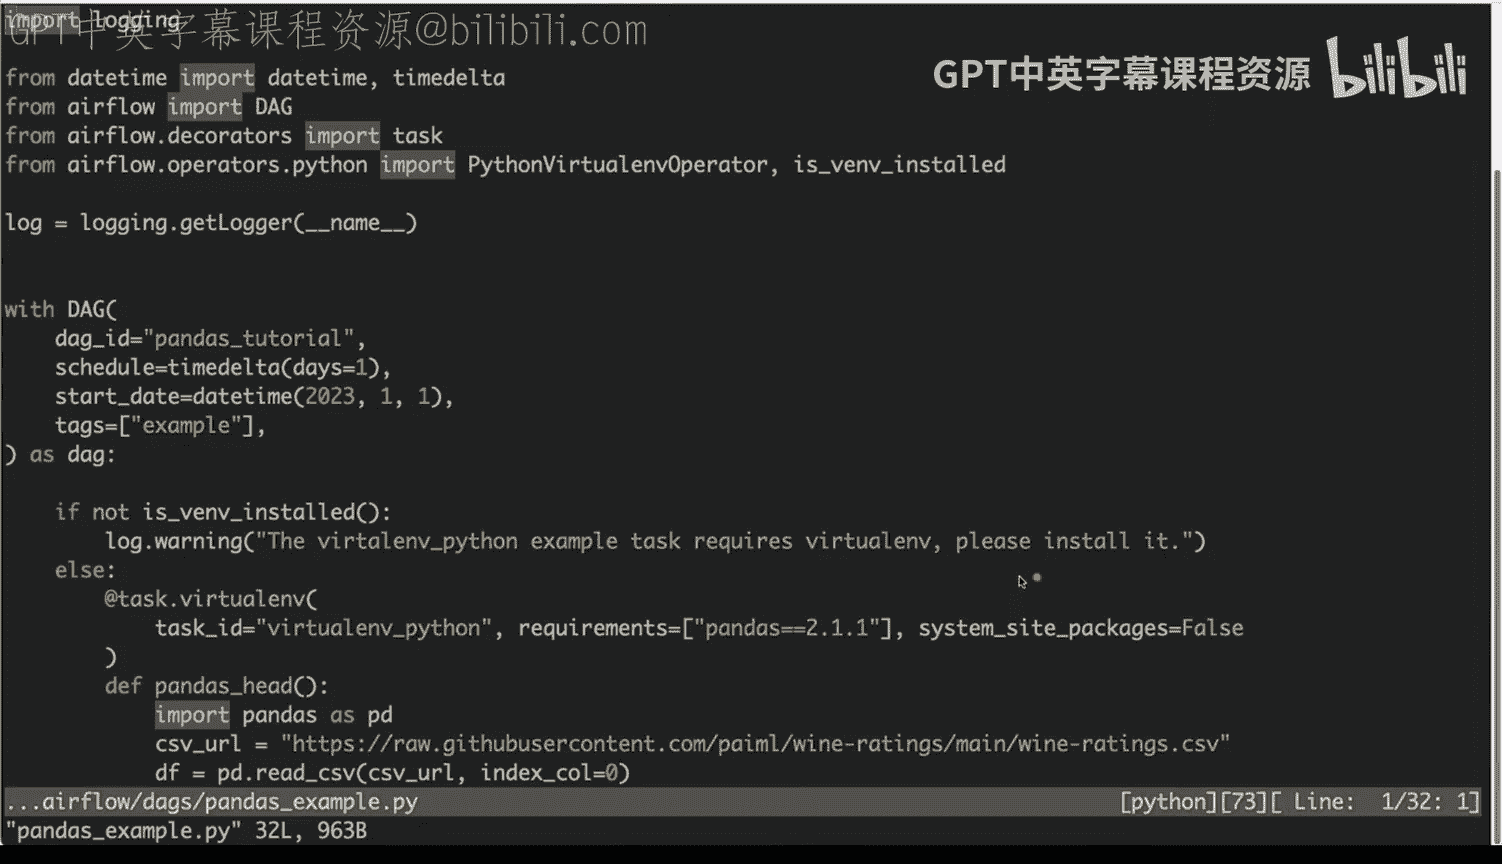 import logging
GPT中英字幕课程资源@bilibili.com
GPT中英字幕课程资源 bilibili
from datetime import datetime, timedelta
from airflow import DAG
from airflow.decorators import task
from airflow.operators.python import PythonVirtualenvOperator, is_venv_installed
log = logging.getLogger(__name__)
with DAG(
    dag_id="pandas_tutorial",
    schedule=timedelta(days=1),
    start_date=datetime(2023, 1, 1),
    tags=["example"],
) as dag:
    if not is_venv_installed():
        log.warning("The virtalenv_python example task requires virtualenv, please install it.")
    else:
        @task.virtualenv(
            task_id="virtualenv_python", requirements=["pandas==2.1.1"], system_site_packages=False
        )
        def pandas_head():
            import pandas as pd
            csv_url = "https://raw.githubusercontent.com/paiml/wine-ratings/main/wine-ratings.csv"
            df = pd.read_csv(csv_url, index_col=0)
...airflow/dags/pandas_example.py [python][73][ Line: 1/32: 1]
"pandas_example.py" 32L, 963B